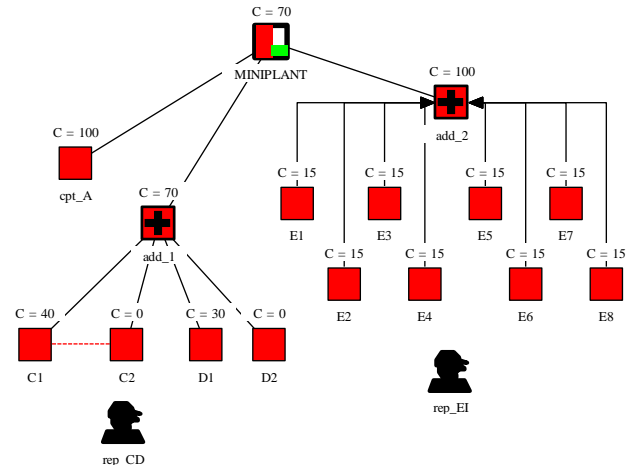 C = 70
MINIPLANT
C = 100
add_2
C = 100
cpt_A
C = 70
add_1
C = 15
E1
C = 15
E3
C = 15
E5
C = 15
E7
C = 15
E2
C = 15
E4
C = 15
E6
C = 15
E8
C = 40
C1
C = 0
C2
C = 30
D1
C = 0
D2
rep_EI
rep_CD